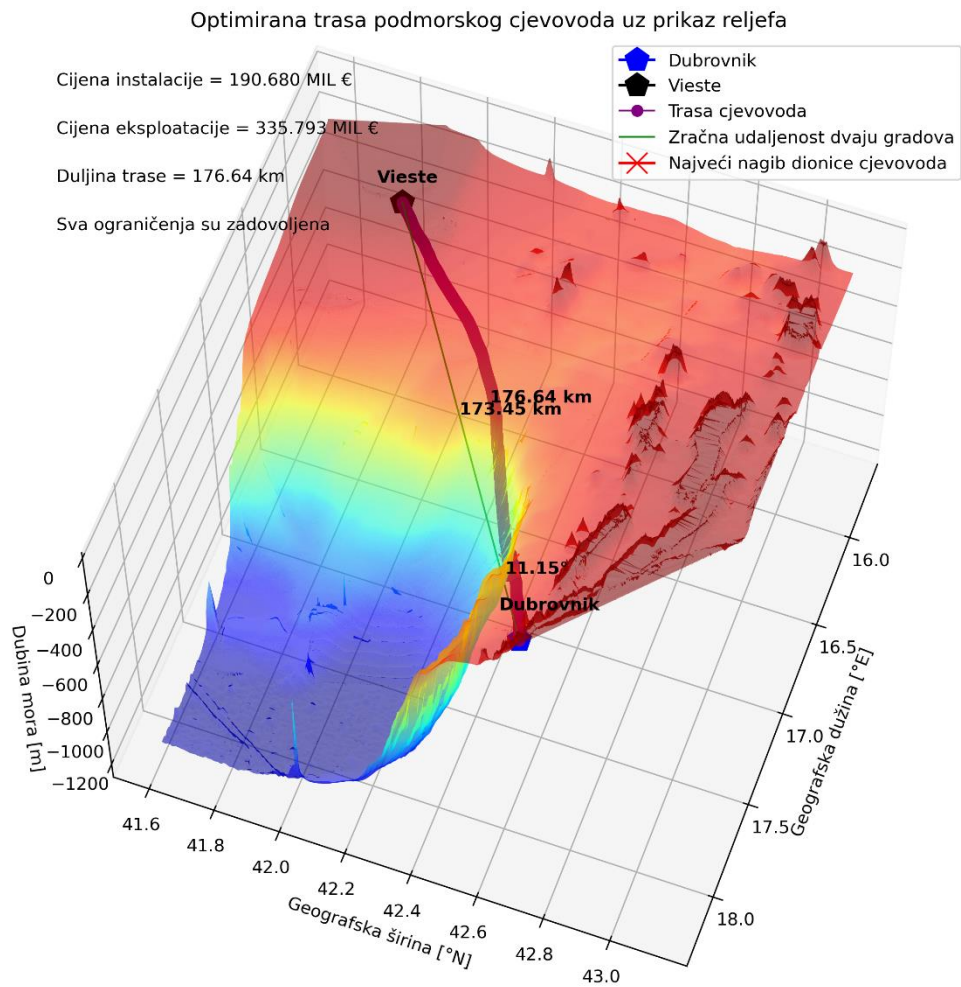 Optimirana trasa podmorskog cjevovoda uz prikaz reljefa
Dubrovnik
Vieste
Trasa cjevovoda
Zračna udaljenost dvaju gradova
Najveći nagib dionice cjevovoda
Cijena instalacije = 190.680 MIL €
Cijena eksploatacije = 335.793 MIL €
Duljina trase = 176.64 km
Sva ograničenja su zadovoljena
Vieste
176.64 km
173.45 km
11.15°
Dubrovnik
0
−200
−400
−600
−800
−1000
−1200
Dubina mora [m]
41.6
41.8
42.0
42.2
42.4
42.6
42.8
43.0
Geografska širina [°N]
16.0
16.5
17.0
17.5
18.0
Geografska dužina [°E]